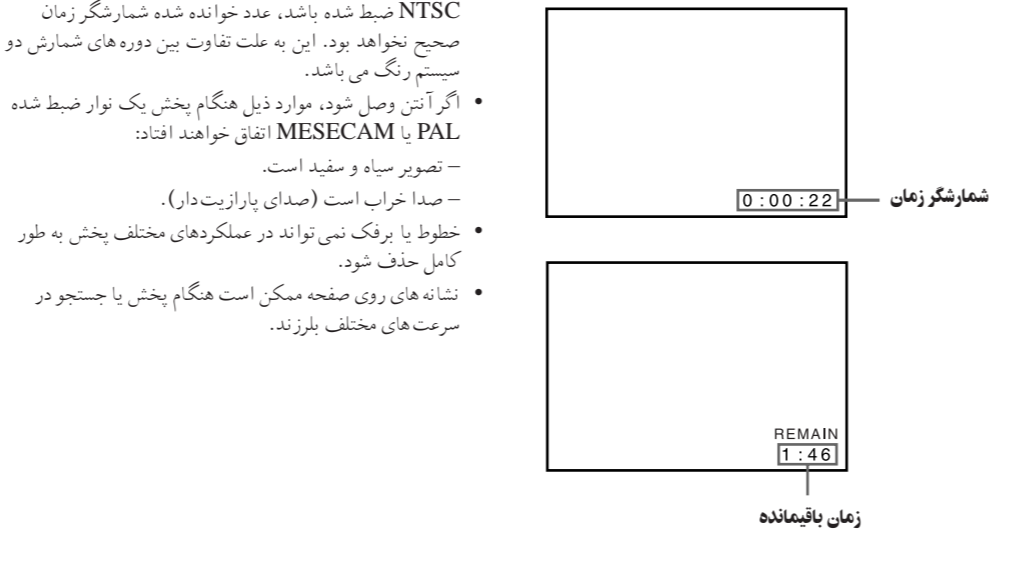 0:00:22
شمارشگر زمان
REMAIN
1:46
زمان باقیمانده
NTSC ضبط شده باشد، عدد خوانده شده شمارشگر زمان
صحیح نخواهد بود. این به علت تفاوت بین دوره های شمارش دو
سیستم رنگ می باشد.
• اگر آنتن وصل شود، موارد ذیل هنگام پخش یک نوار ضبط شده
PAL یا MESECAM اتفاق خواهند افتاد:
– تصویر سیاه و سفید است.
– صدا خراب است (صدای پارازیت دار).
• خطوط یا برفک نمی تواند در عملکردهای مختلف پخش به طور
کامل حذف شود.
• نشانه های روی صفحه ممکن است هنگام پخش یا جستجو در
سرعت های مختلف بلرزند.